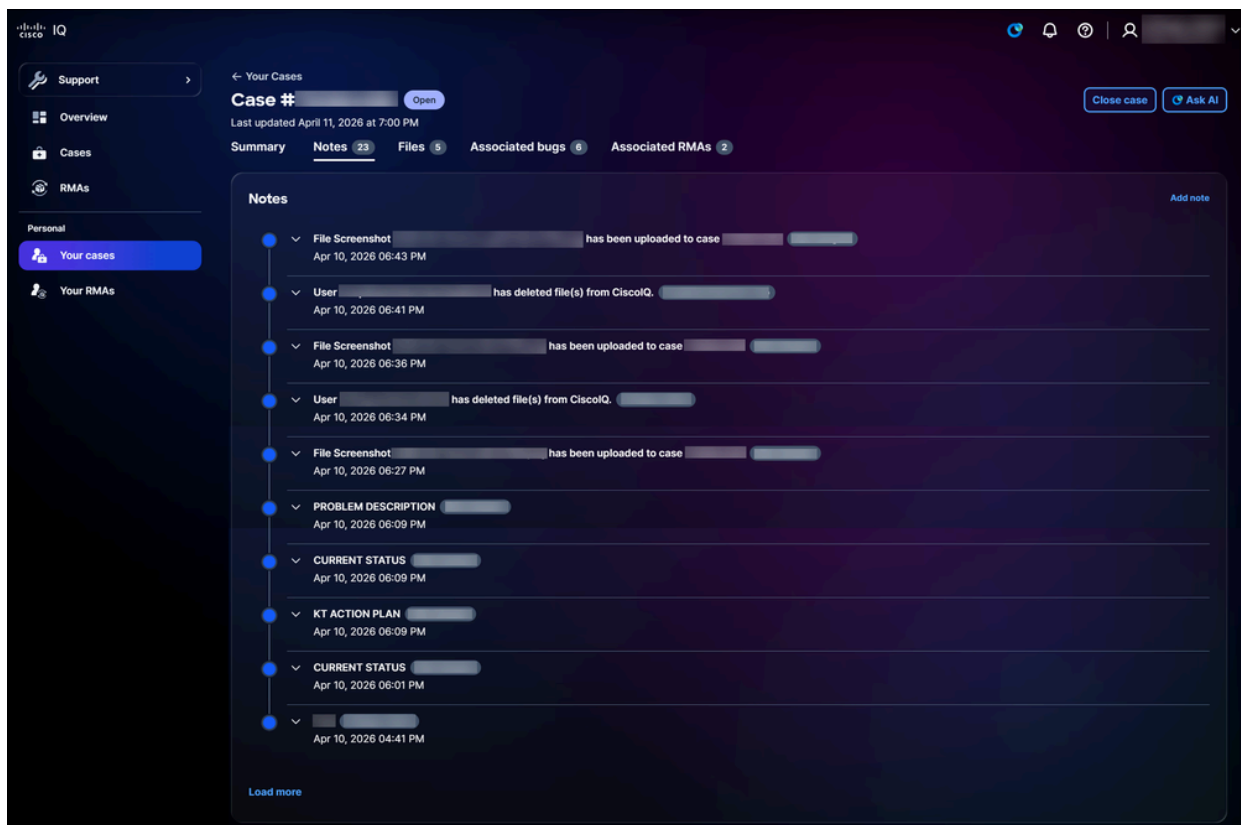 cisco IQ
Support
Overview
Cases
RMAs
Personal
Your cases
Your RMAs
← Your Cases
Case # Open
Last updated April 11, 2026 at 7:00 PM
Close case Ask AI
Summary Notes 23 Files 5 Associated bugs 6 Associated RMAs 2
Notes Add note
File Screenshot has been uploaded to case
Apr 10, 2026 06:43 PM
User has deleted file(s) from CiscoIQ.
Apr 10, 2026 06:41 PM
File Screenshot has been uploaded to case
Apr 10, 2026 06:36 PM
User has deleted file(s) from CiscoIQ.
Apr 10, 2026 06:34 PM
File Screenshot has been uploaded to case
Apr 10, 2026 06:27 PM
PROBLEM DESCRIPTION
Apr 10, 2026 06:09 PM
CURRENT STATUS
Apr 10, 2026 06:09 PM
KT ACTION PLAN
Apr 10, 2026 06:09 PM
CURRENT STATUS
Apr 10, 2026 06:01 PM
Apr 10, 2026 04:41 PM
Load more